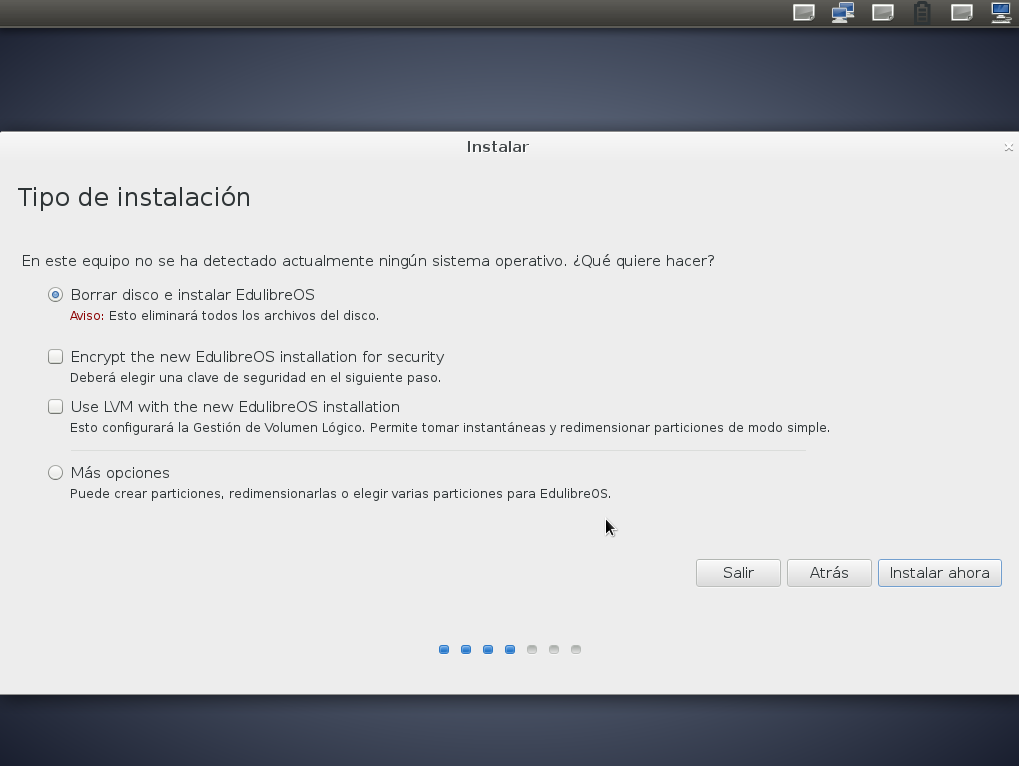 Instalar
Tipo de instalación
En este equipo no se ha detectado actualmente ningún sistema operativo. ¿Qué quiere hacer?
Borrar disco e instalar EdulibreOS
Aviso: Esto eliminará todos los archivos del disco.
Encrypt the new EdulibreOS installation for security
Deberá elegir una clave de seguridad en el siguiente paso.
Use LVM with the new EdulibreOS installation
Esto configurará la Gestión de Volumen Lógico. Permite tomar instantáneas y redimensionar particiones de modo simple.
Más opciones
Puede crear particiones, redimensionarlas o elegir varias particiones para EdulibreOS.
Salir Atrás Instalar ahora